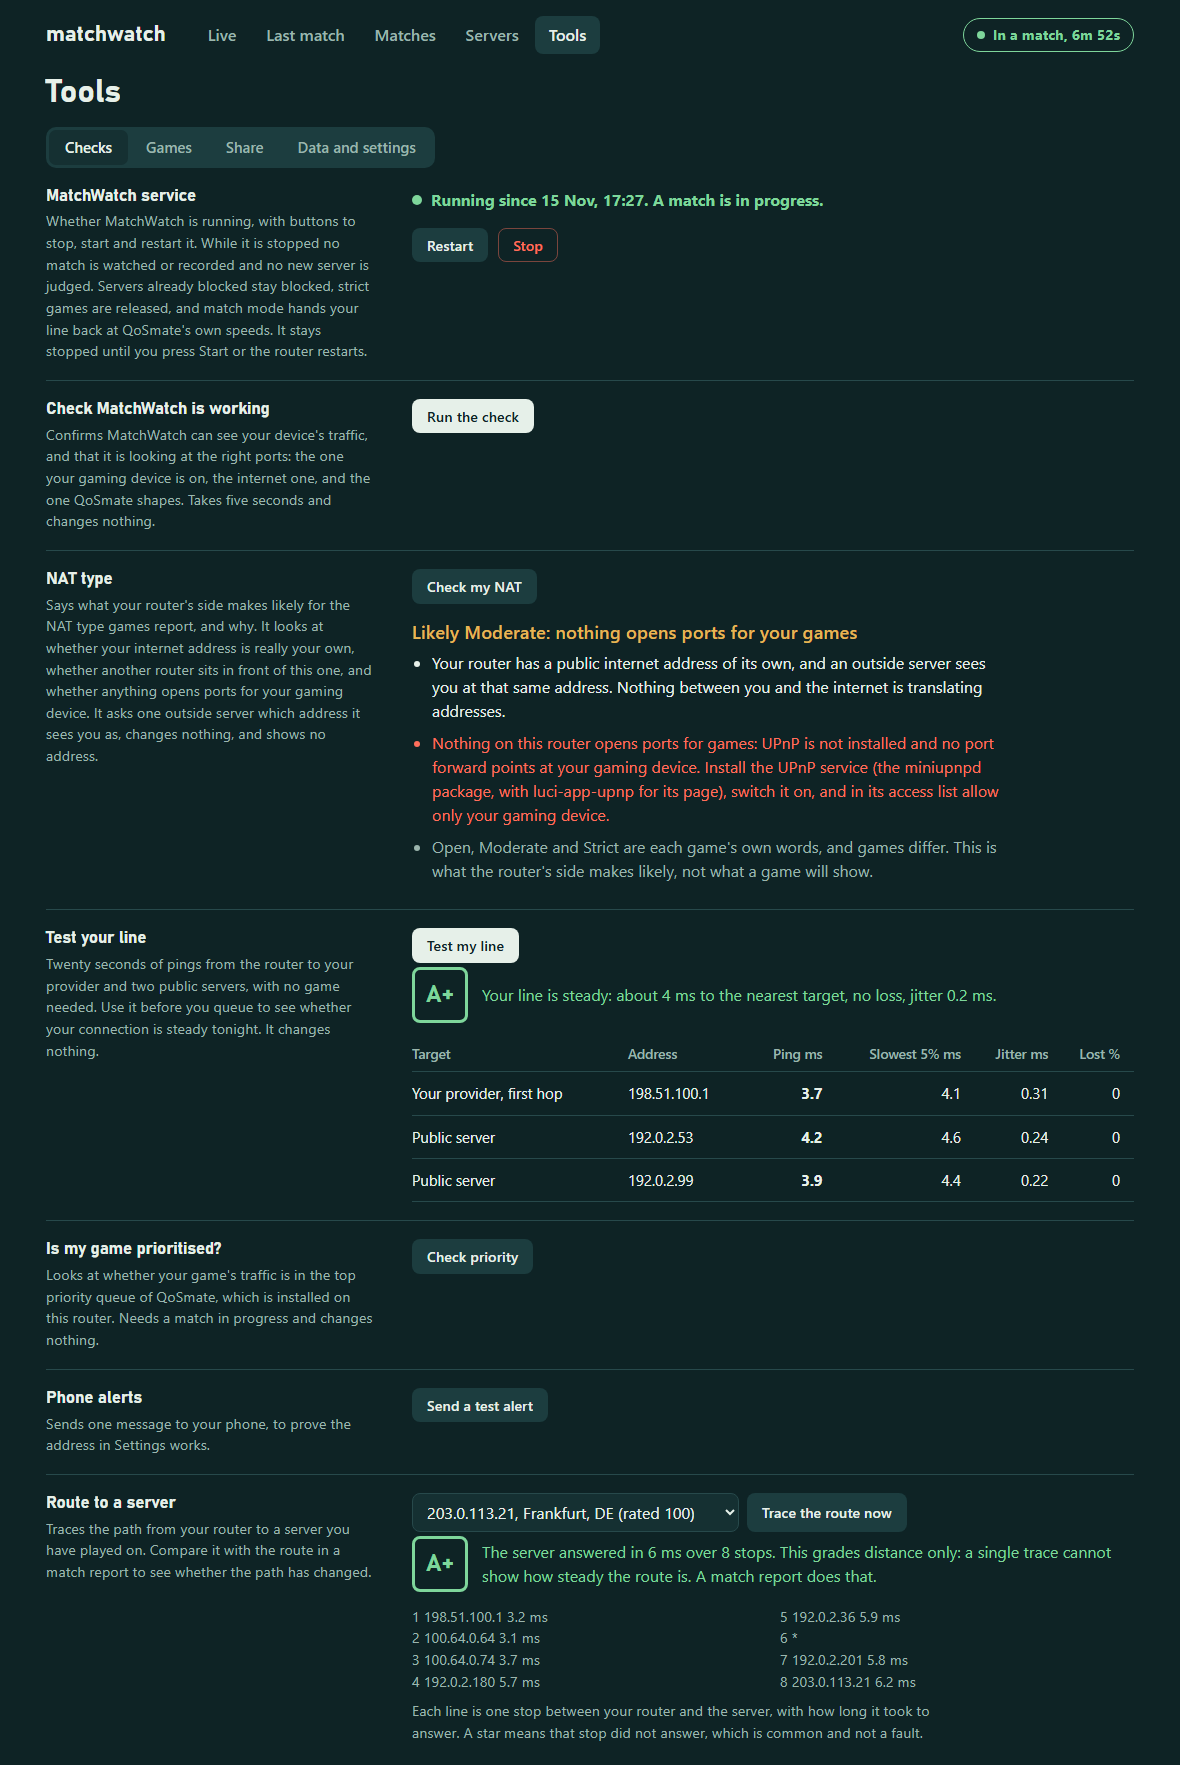 matchwatch Live Last match Matches Servers Tools In a match, 6m 52s
Tools
Checks Games Share Data and settings
MatchWatch service
Whether MatchWatch is running, with buttons to
stop, start and restart it. While it is stopped no
match is watched or recorded and no new server is
judged. Servers already blocked stay blocked, strict
games are released, and match mode hands your
line back at QoSmate's own speeds. It stays
stopped until you press Start or the router restarts.
Running since 15 Nov, 17:27. A match is in progress.
Restart Stop
Check MatchWatch is working
Confirms MatchWatch can see your device's traffic,
and that it is looking at the right ports: the one
your gaming device is on, the internet one, and the
one QoSmate shapes. Takes five seconds and
changes nothing.
Run the check
NAT type
Says what your router's side makes likely for the
NAT type games report, and why. It looks at
whether your internet address is really your own,
whether another router sits in front of this one, and
whether anything opens ports for your gaming
device. It asks one outside server which address it
sees you as, changes nothing, and shows no
address.
Check my NAT
Likely Moderate: nothing opens ports for your games
• Your router has a public internet address of its own, and an outside server sees
you at that same address. Nothing between you and the internet is translating
addresses.
• Nothing on this router opens ports for games: UPnP is not installed and no port
forward points at your gaming device. Install the UPnP service (the miniupnpd
package, with luci-app-upnp for its page), switch it on, and in its access list allow
only your gaming device.
• Open, Moderate and Strict are each game's own words, and games differ. This is
what the router's side makes likely, not what a game will show.
Test your line
Twenty seconds of pings from the router to your
provider and two public servers, with no game
needed. Use it before you queue to see whether
your connection is steady tonight. It changes
nothing.
Test my line
A+ Your line is steady: about 4 ms to the nearest target, no loss, jitter 0.2 ms.
Target Address Ping ms Slowest 5% ms Jitter ms Lost %
Your provider, first hop 198.51.100.1 3.7 4.1 0.31 0
Public server 192.0.2.53 4.2 4.6 0.24 0
Public server 192.0.2.99 3.9 4.4 0.22 0
Is my game prioritised?
Looks at whether your game's traffic is in the top
priority queue of QoSmate, which is installed on
this router. Needs a match in progress and changes
nothing.
Check priority
Phone alerts
Sends one message to your phone, to prove the
address in Settings works.
Send a test alert
Route to a server
Traces the path from your router to a server you
have played on. Compare it with the route in a
match report to see whether the path has changed.
203.0.113.21, Frankfurt, DE (rated 100) Trace the route now
A+ The server answered in 6 ms over 8 stops. This grades distance only: a single trace cannot
show how steady the route is. A match report does that.
1 198.51.100.1 3.2 ms
2 100.64.0.64 3.1 ms
3 100.64.0.74 3.7 ms
4 192.0.2.180 5.7 ms
5 192.0.2.36 5.9 ms
6 *
7 192.0.2.201 5.8 ms
8 203.0.113.21 6.2 ms
Each line is one stop between your router and the server, with how long it took to
answer. A star means that stop did not answer, which is common and not a fault.